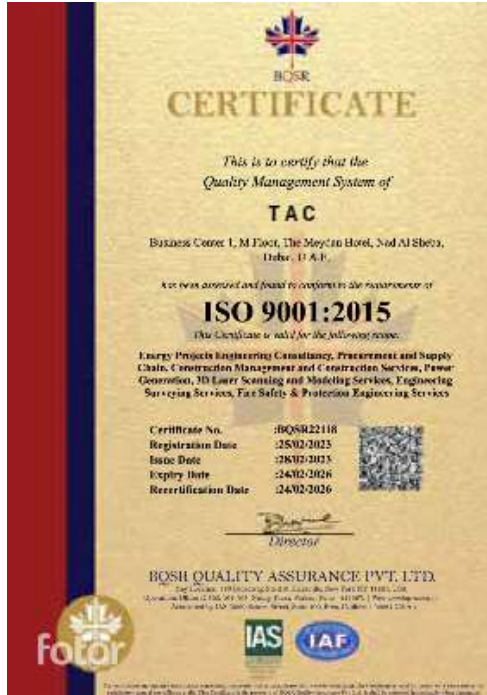 BQSR
CERTIFICATE
This is to certify that the
Quality Management System of
TAC
Business Center 1, M Floor, The Meydan Hotel, Nad Al Sheba,
Dubai, U.A.E.
has been assessed and found to conform to the requirements of
ISO 9001:2015
This Certificate is valid for the following scope:
Energy Projects Engineering Consultancy, Procurement and Supply
Chain, Construction Management and Construction Services, Power
Generation, 3D Laser Scanning and Modeling Services, Engineering
Surveying Services, Fire Safety & Protection Engineering Services
Certificate No. :BQSR22118
Registration Date :25/02/2023
Issue Date :28/02/2023
Expiry Date :24/02/2026
Recertification Date :24/02/2026
Director
BQSR QUALITY ASSURANCE PVT. LTD.
IAS
IAF
fotor